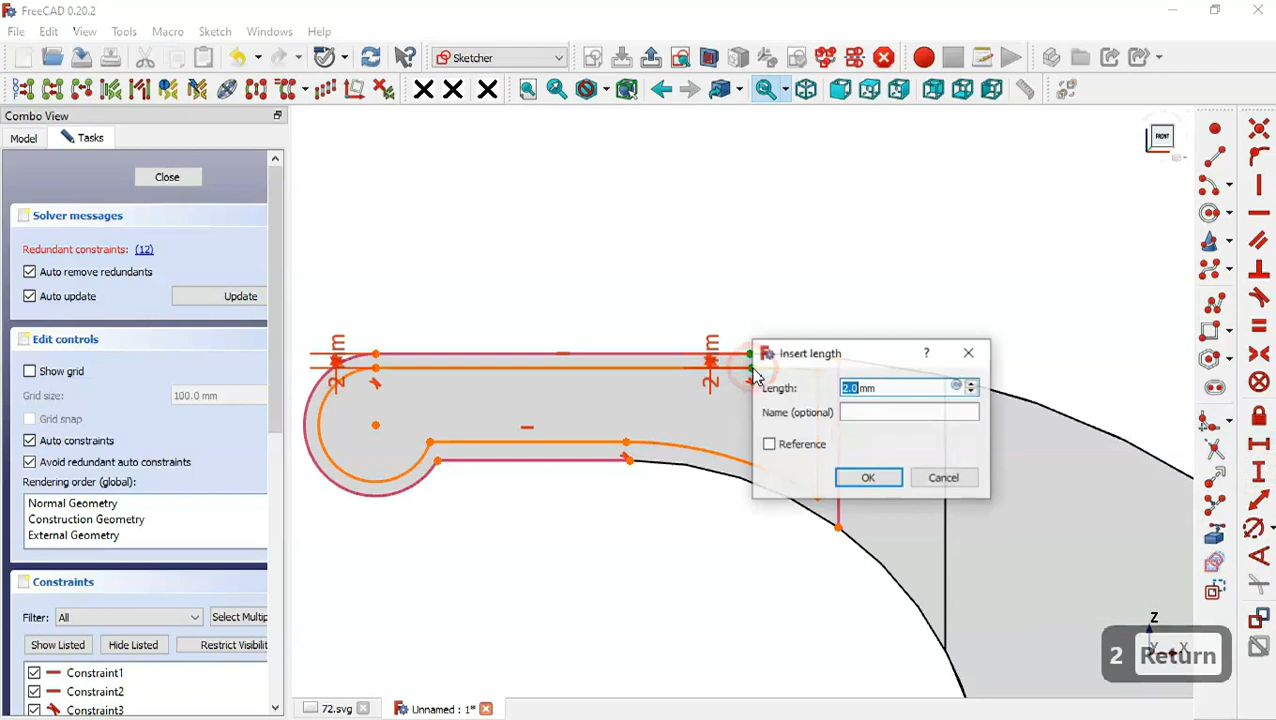 FreeCAD 0.20.2
File Edit View Tools Macro Sketch Windows Help
Sketcher
Combo View
Model Tasks
Close
Solver messages
Redundant constraints: (12)
Auto remove redundants
Auto update Update
Edit controls
Show grid
Grid size: 100.0 mm
Grid snap
Auto constraints
Avoid redundant auto constraints
Rendering order (global):
Normal Geometry
Construction Geometry
External Geometry
Constraints
Filter: All Select Multip
Show Listed Hide Listed Restrict Visibili
Constraint1
Constraint2
Constraint3
FRONT
Insert length ?
Length: 2.0 mm
Name (optional)
Reference
OK Cancel
Z
Y X
2 Return
72.svg Unnamed : 1*